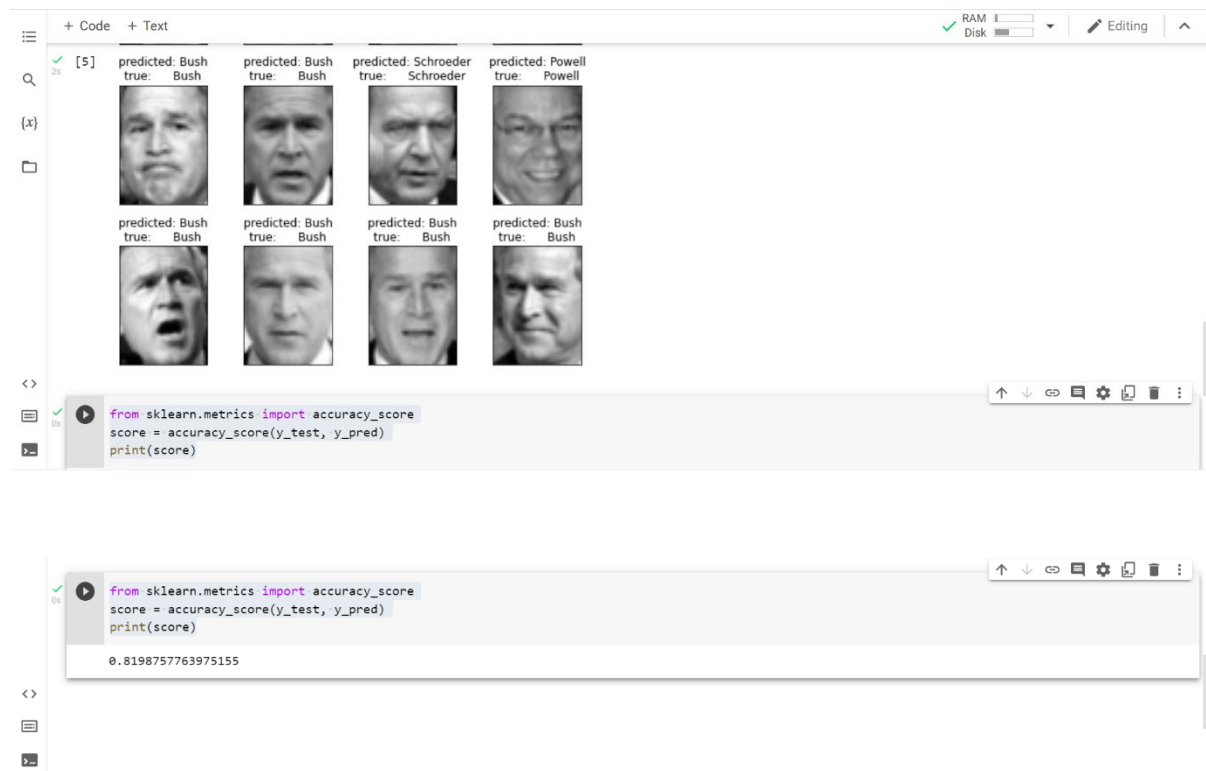 + Code + Text
RAM
Disk
Editing
[5]
2s
predicted: Bush predicted: Bush predicted: Schroeder predicted: Powell
true: Bush true: Bush true: Schroeder true: Powell
{x}
predicted: Bush predicted: Bush predicted: Bush predicted: Bush
true: Bush true: Bush true: Bush true: Bush
0s
from sklearn.metrics import accuracy_score
score = accuracy_score(y_test, y_pred)
print(score)
0s
from sklearn.metrics import accuracy_score
score = accuracy_score(y_test, y_pred)
print(score)
0.8198757763975155